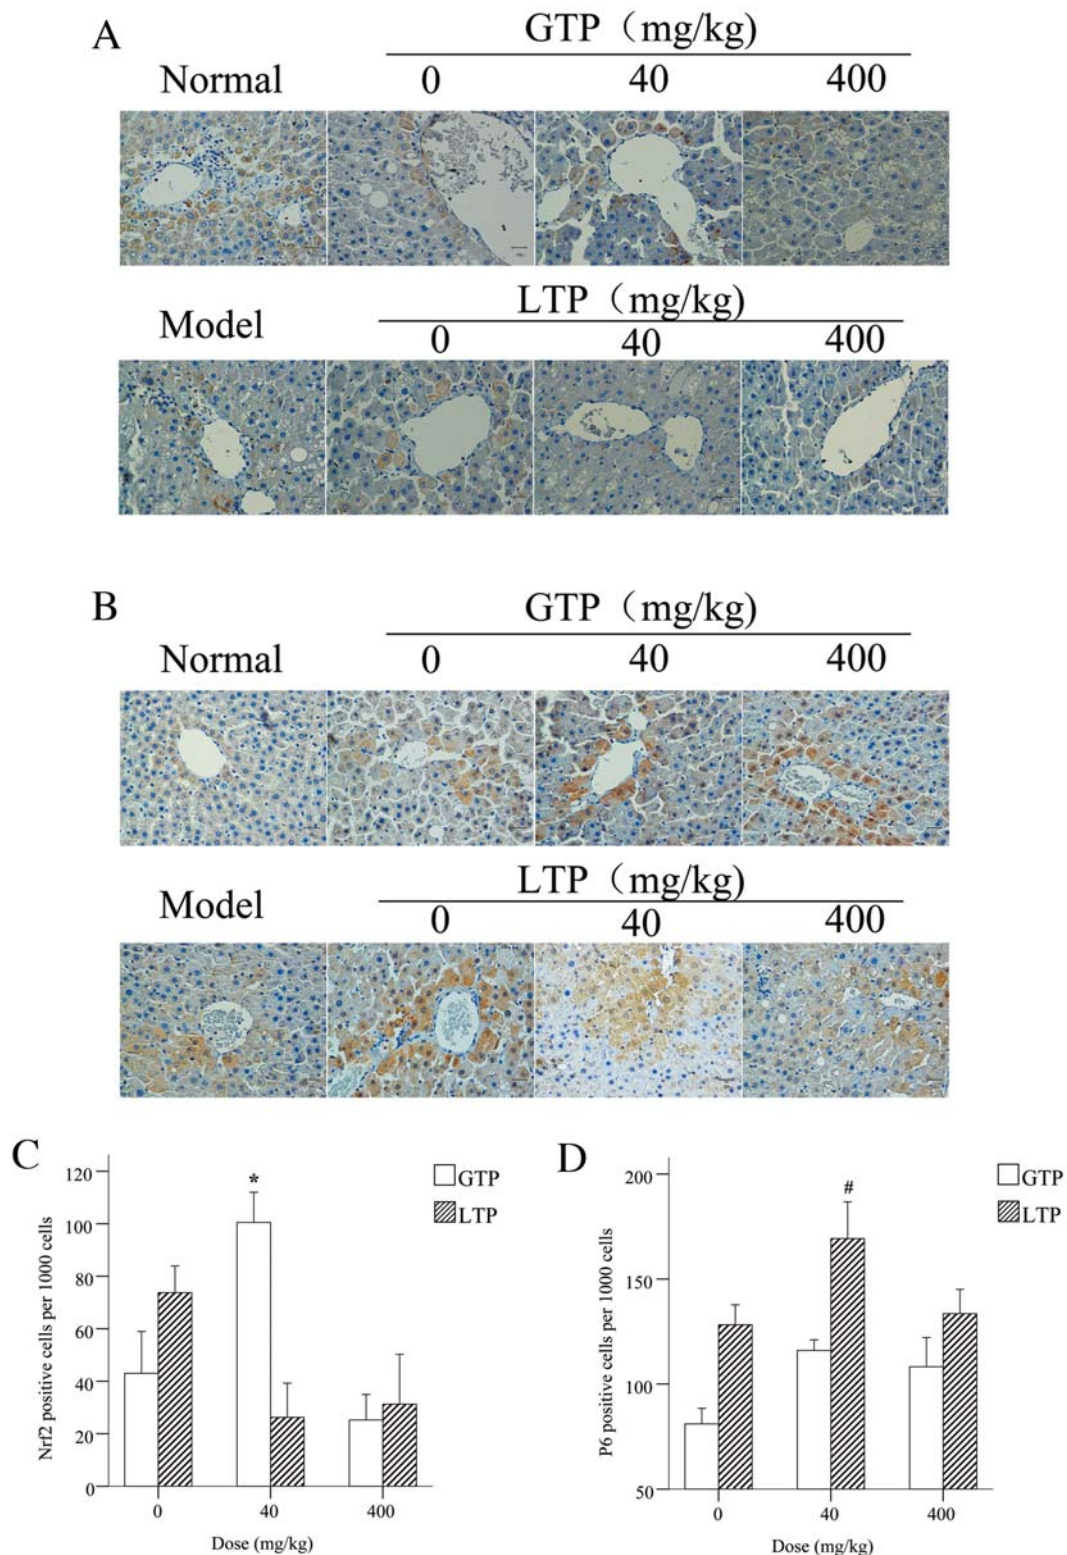 A
GTP（mg/kg)
Normal
0
40
400
LTP（mg/kg)
Model
0
40
400
B
GTP（mg/kg)
Normal
0
40
400
LTP（mg/kg)
Model
0
40
400
C
Nrf2 positive cells per 1000 cells
120
100
80
60
40
20
0
*
GTP
LTP
0
40
400
Dose (mg/kg)
D
P6 positive cells per 1000 cells
200
150
100
50
#
GTP
LTP
0
40
400
Dose (mg/kg)